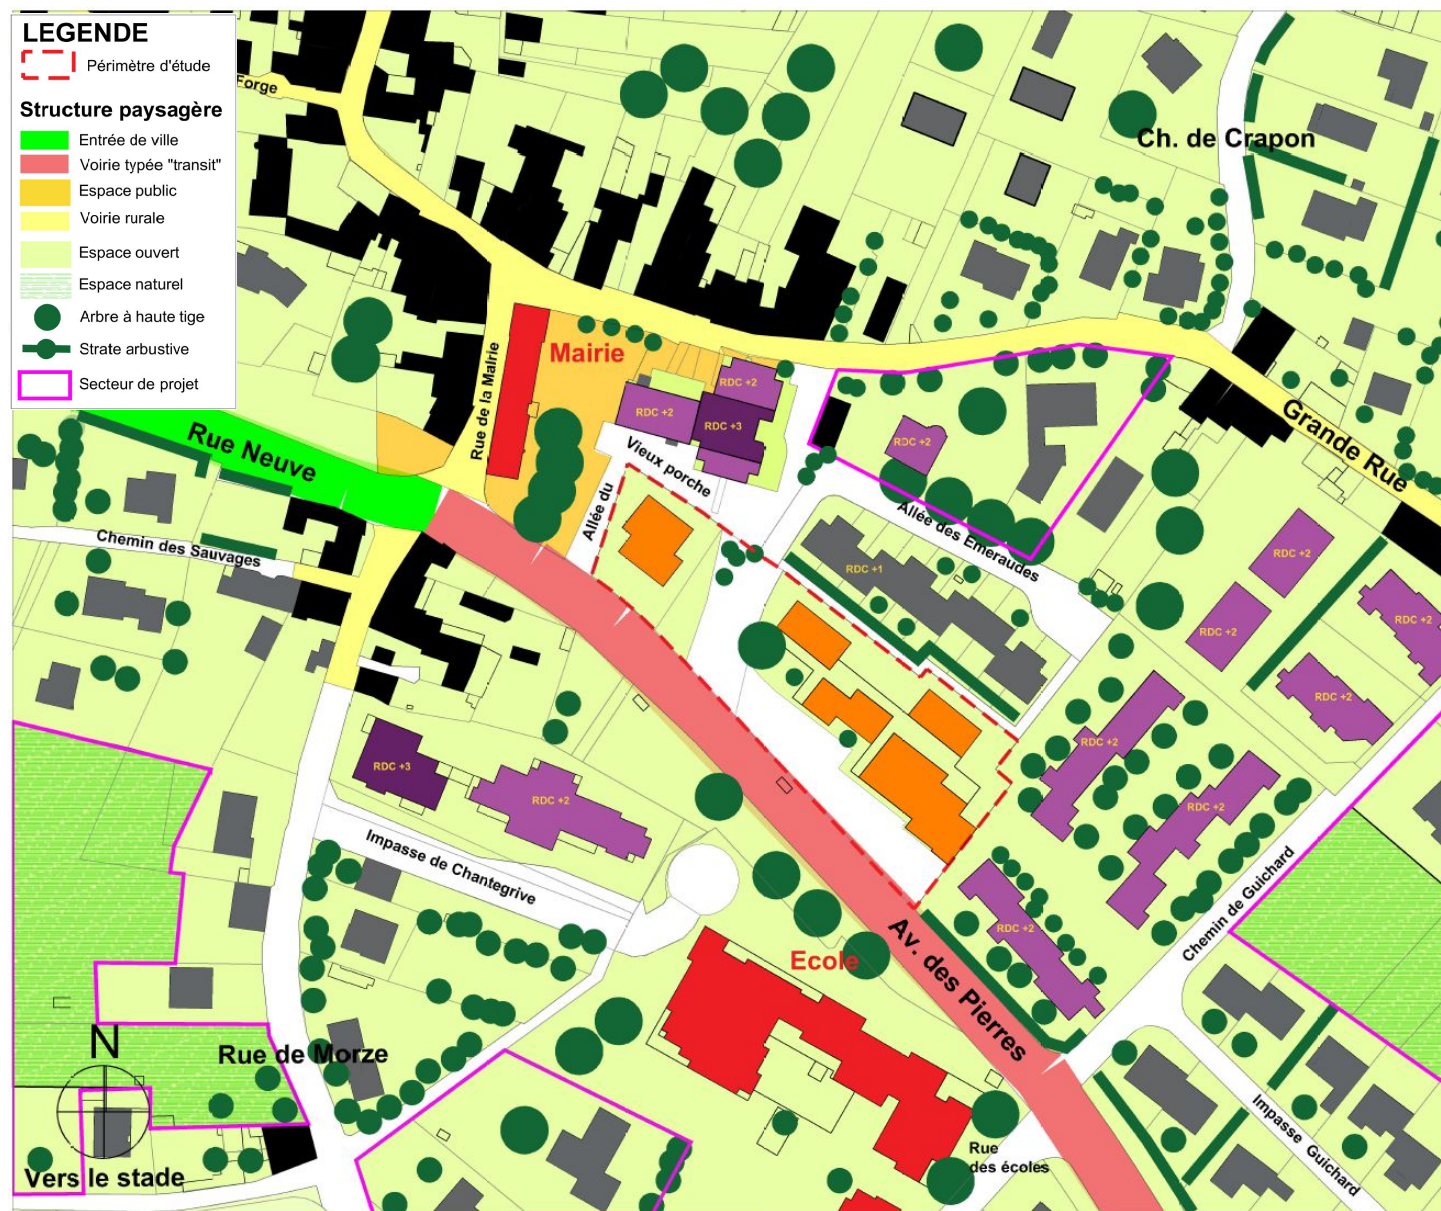 LEGENDE
Périmètre d'étude
Structure paysagère
Entrée de ville
Voirie typée "transit"
Espace public
Voirie rurale
Espace ouvert
Espace naturel
Arbre à haute tige
Strate arbustive
Secteur de projet
Forge
Ch. de Crapon
Mairie
Rue de la Mairie
RDC +2
RDC +2
RDC +3
Vieux porche
Allée du
RDC +2
Grande Rue
Rue Neuve
Chemin des Sauvages
Allée des Emeraudes
RDC +1
RDC +2
RDC +2
RDC +2
RDC +2
RDC +2
RDC +2
RDC +3
RDC +2
RDC +2
Impasse de Chantegrive
Chemin de Guichard
Ecole
Av. des Pierres
N
Rue de Morze
Vers le stade
Rue
des écoles
Impasse Guichard